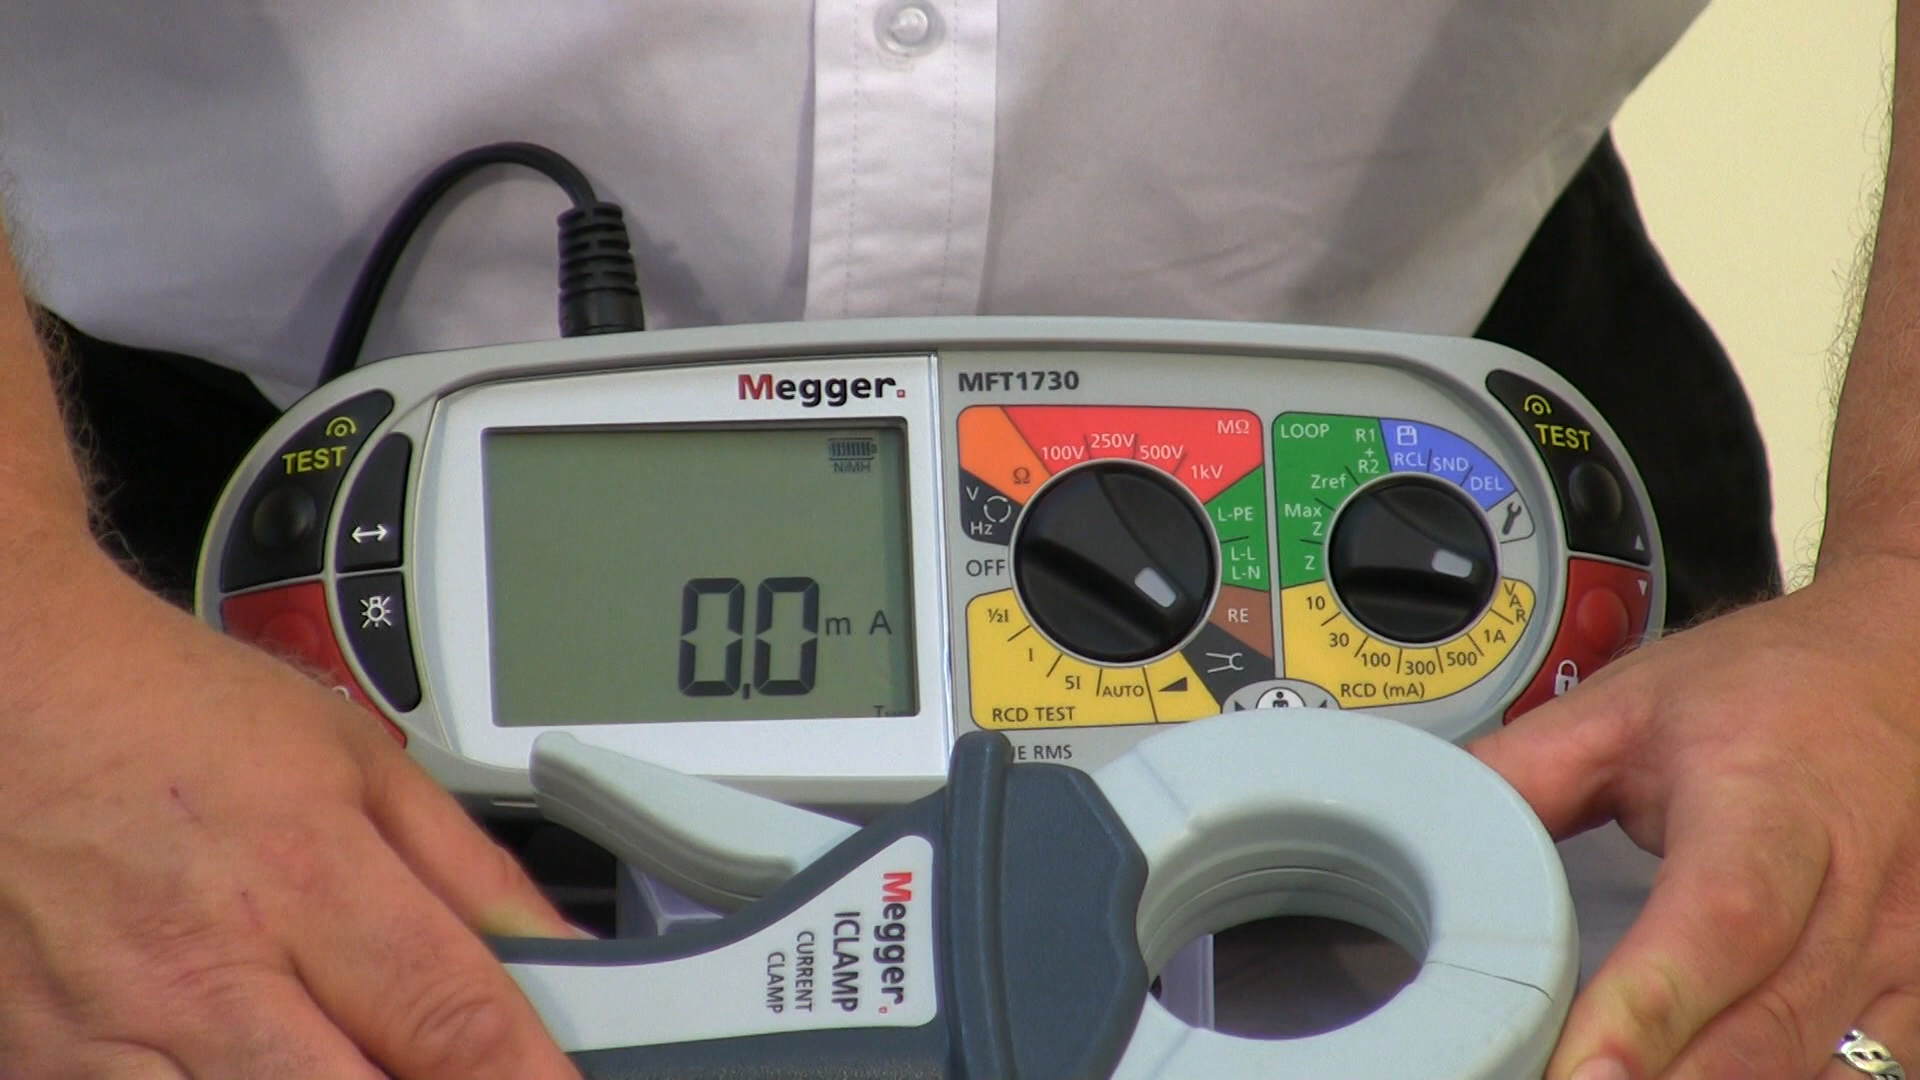 Megger.
MFT1730
TEST
NiMH
0.0 m A
MΩ
100V
250V
500V
1kV
Ω
V
Hz
OFF
L-PE
L-L
L-N
RE
½I
I
5I
AUTO
RCD TEST
E RMS
LOOP
R1
+
R2
Zref
Max
Z
Z
RCL
SND
DEL
10
30
100
300
500
1A
VAR
RCD (mA)
TEST
Megger.
ICLAMP
CURRENT
CLAMP